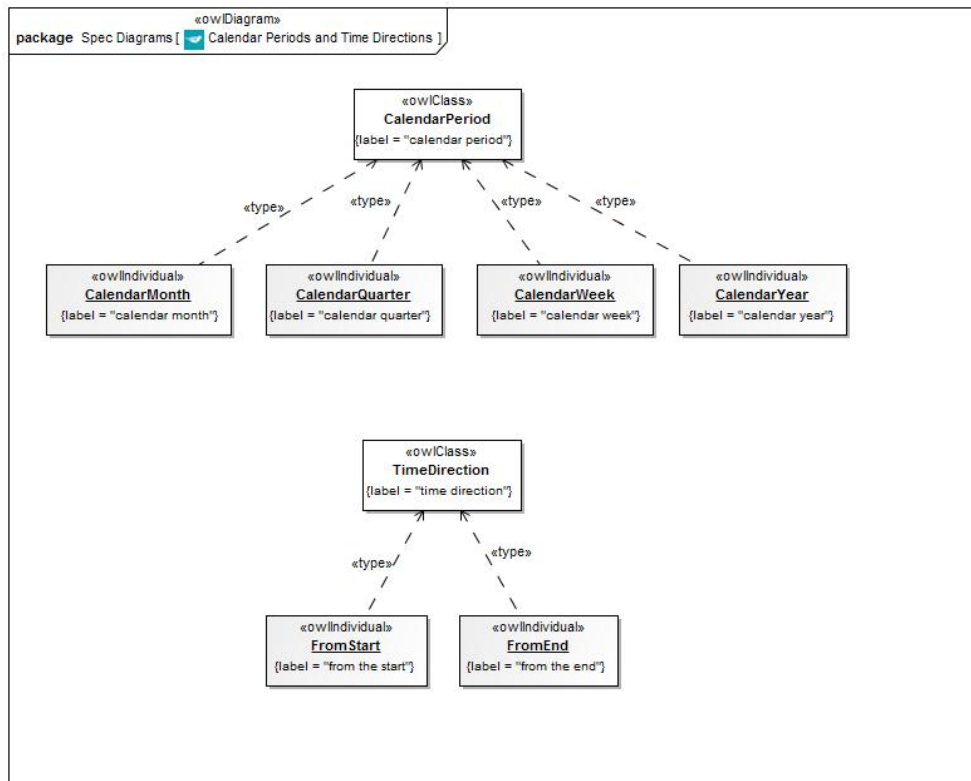 «owlDiagram»
package Spec Diagrams [ Calendar Periods and Time Directions ]
«owlClass»
CalendarPeriod
{label = "calendar period"}
«type»
«type»
«type»
«type»
«owlIndividual»
CalendarMonth
{label = "calendar month"}
«owlIndividual»
CalendarQuarter
{label = "calendar quarter"}
«owlIndividual»
CalendarWeek
{label = "calendar week"}
«owlIndividual»
CalendarYear
{label = "calendar year"}
«owlClass»
TimeDirection
{label = "time direction"}
«type»
«type»
«owlIndividual»
FromStart
{label = "from the start"}
«owlIndividual»
FromEnd
{label = "from the end"}